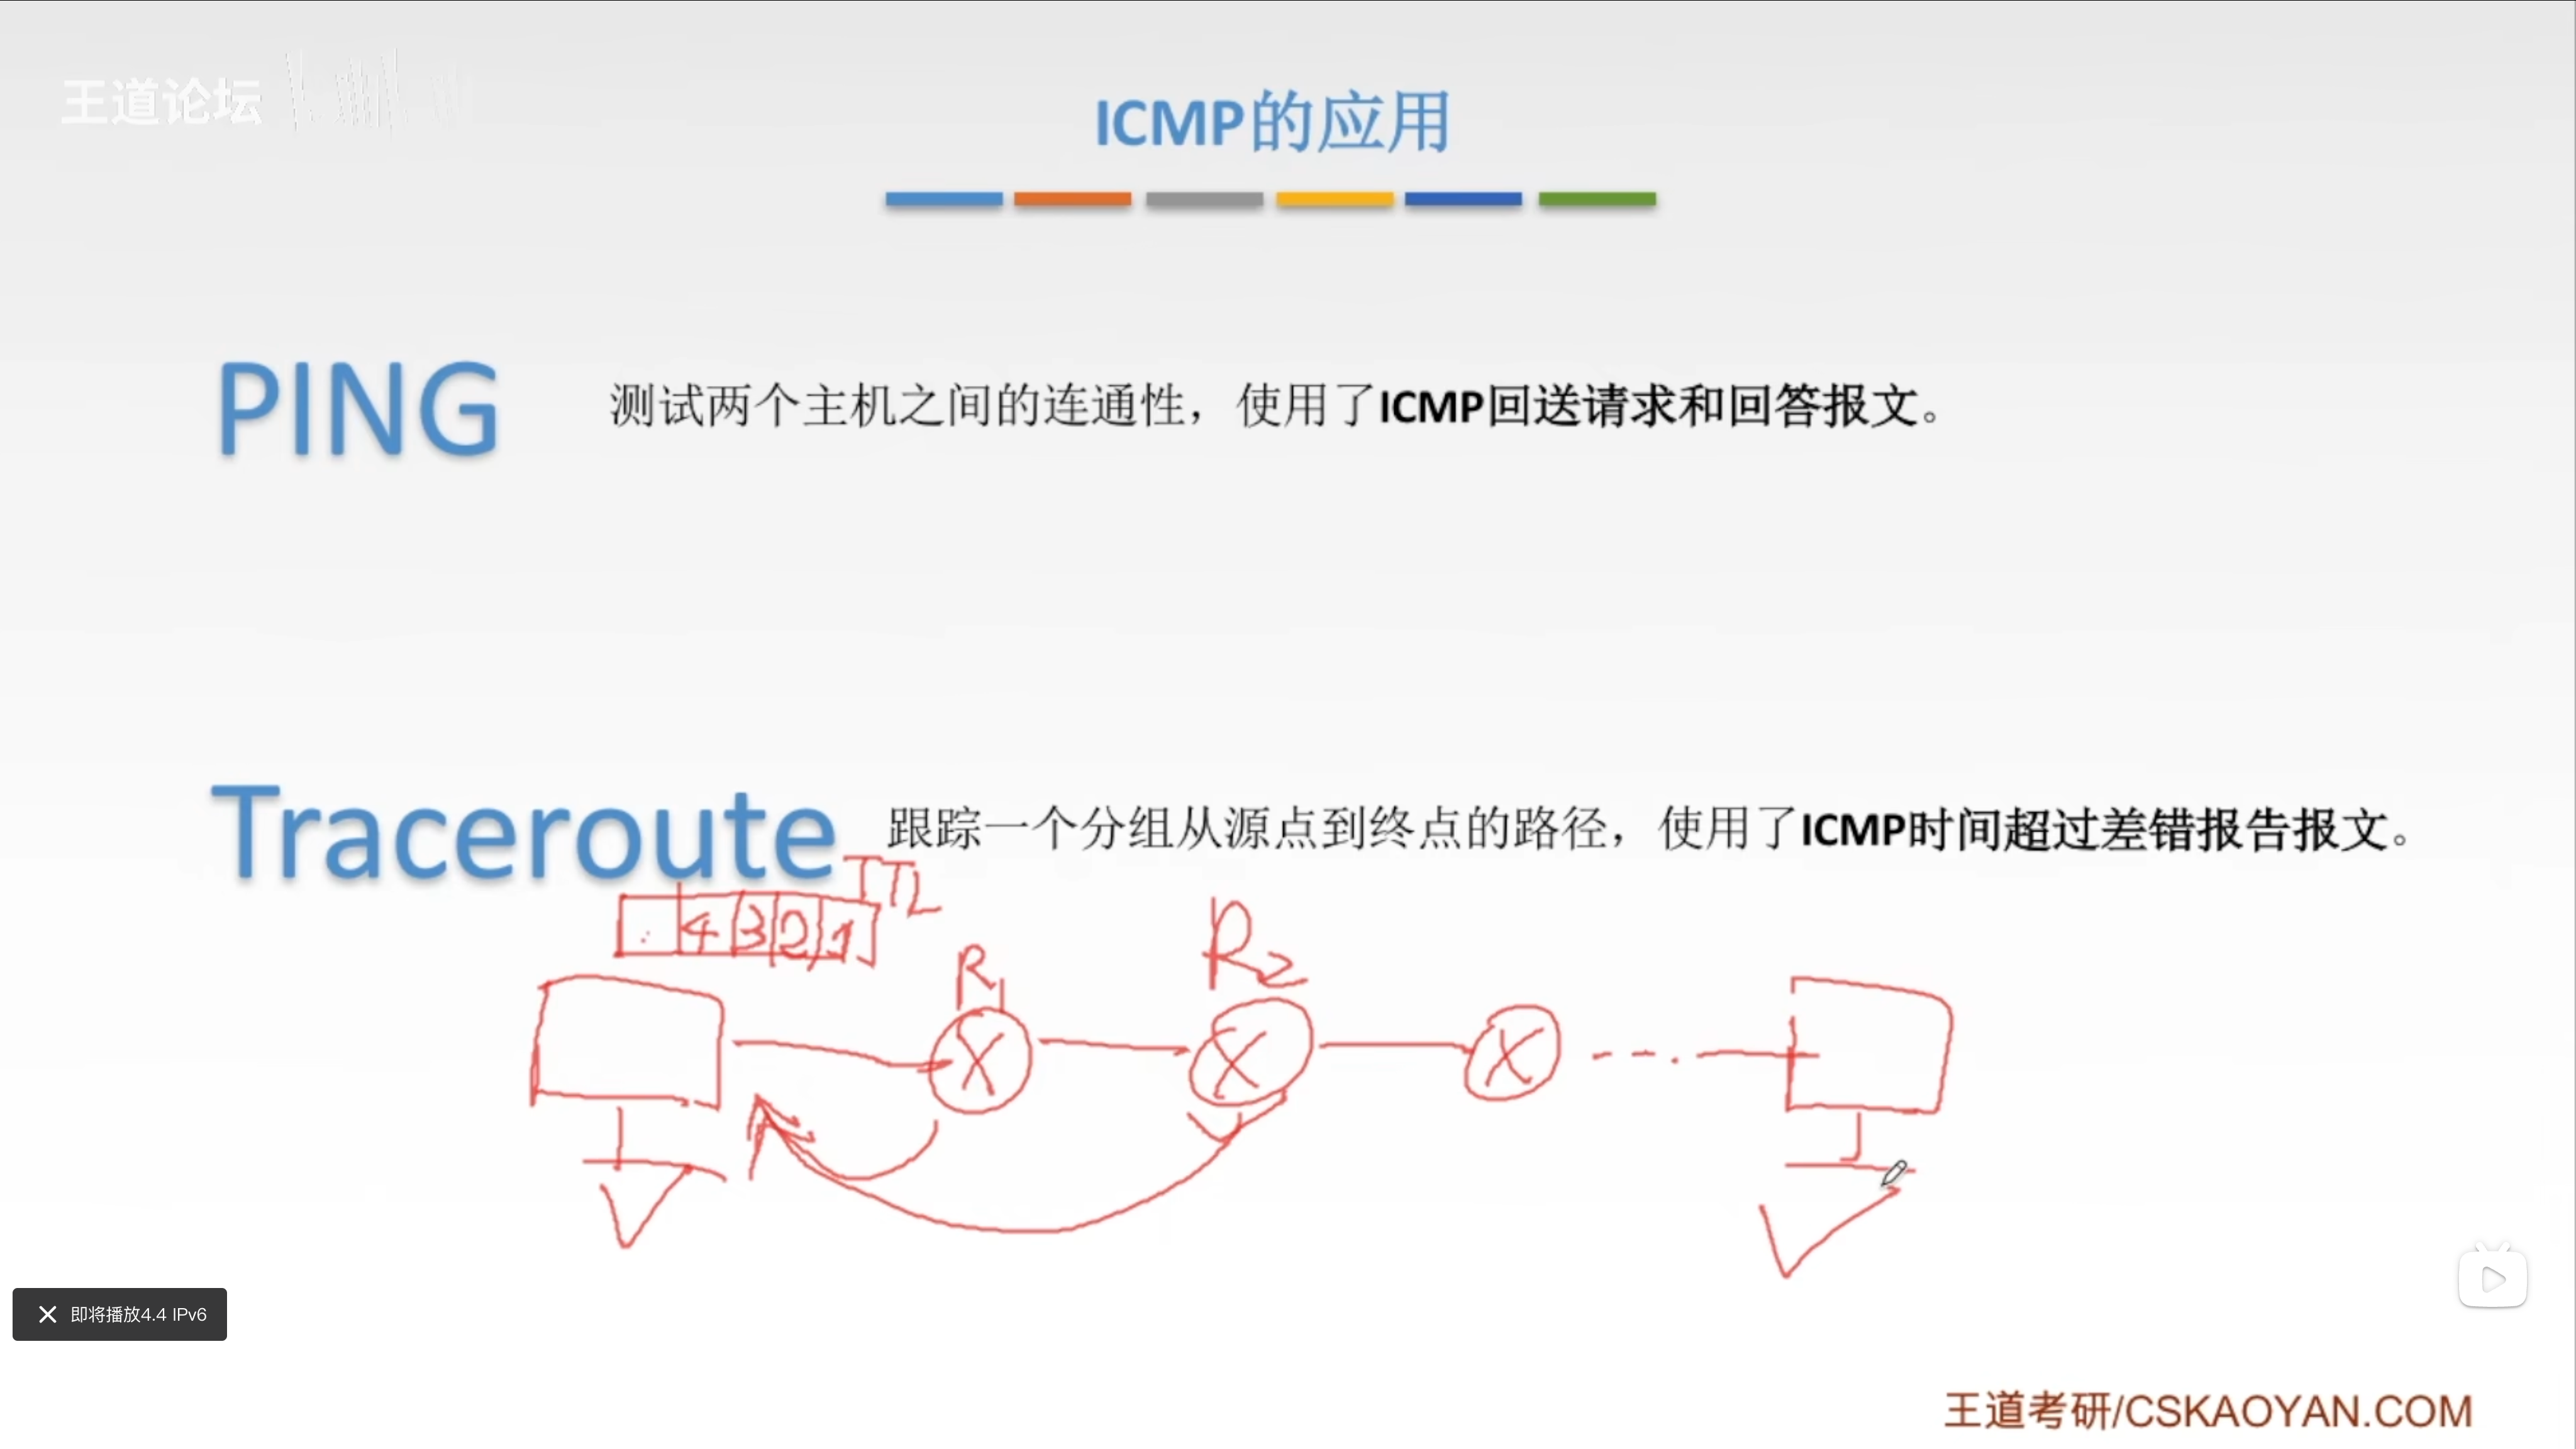 王道论坛
ICMP的应用
PING
测试两个主机之间的连通性，使用了ICMP回送请求和回答报文。
Traceroute
跟踪一个分组从源点到终点的路径，使用了ICMP时间超过差错报告报文。
TTL
4 3 2 1
R1
R2
即将播放4.4 IPv6
王道考研/CSKAOYAN.COM